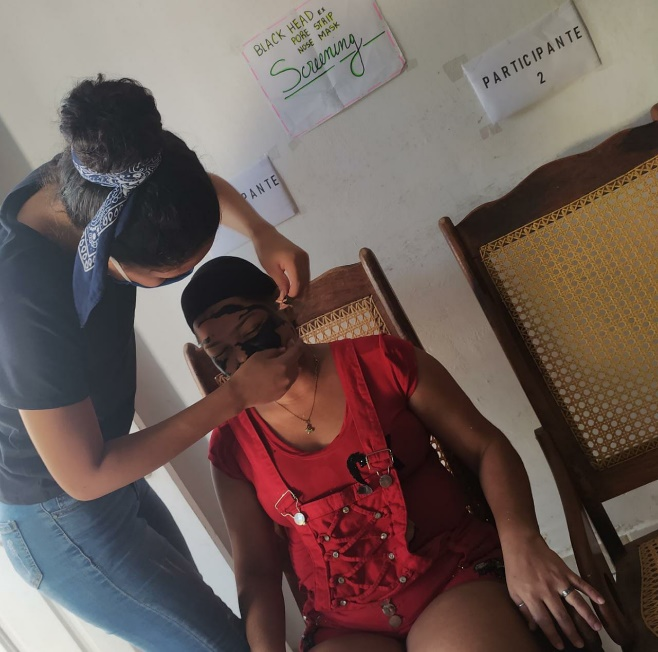 BLACK HEAD
PORE STRIP
NOSE MASK
Screening
PARTICIPANTE
2
PANTE